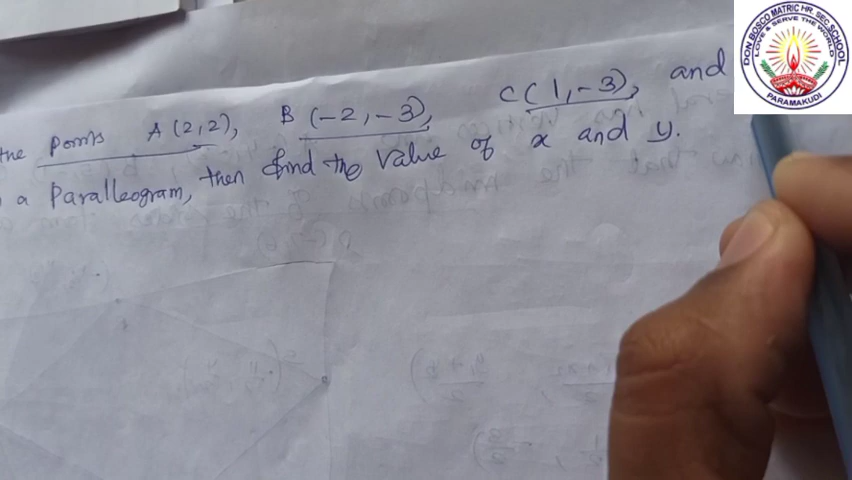 the points A (2,2), B (-2,-3), C (1,-3), and
a Paralleogram, then find the value of x and y.
DON BOSCO MATRIC HR. SEC. SCHOOL
LOVE & SERVE THE WORLD
PARAMAKUDI